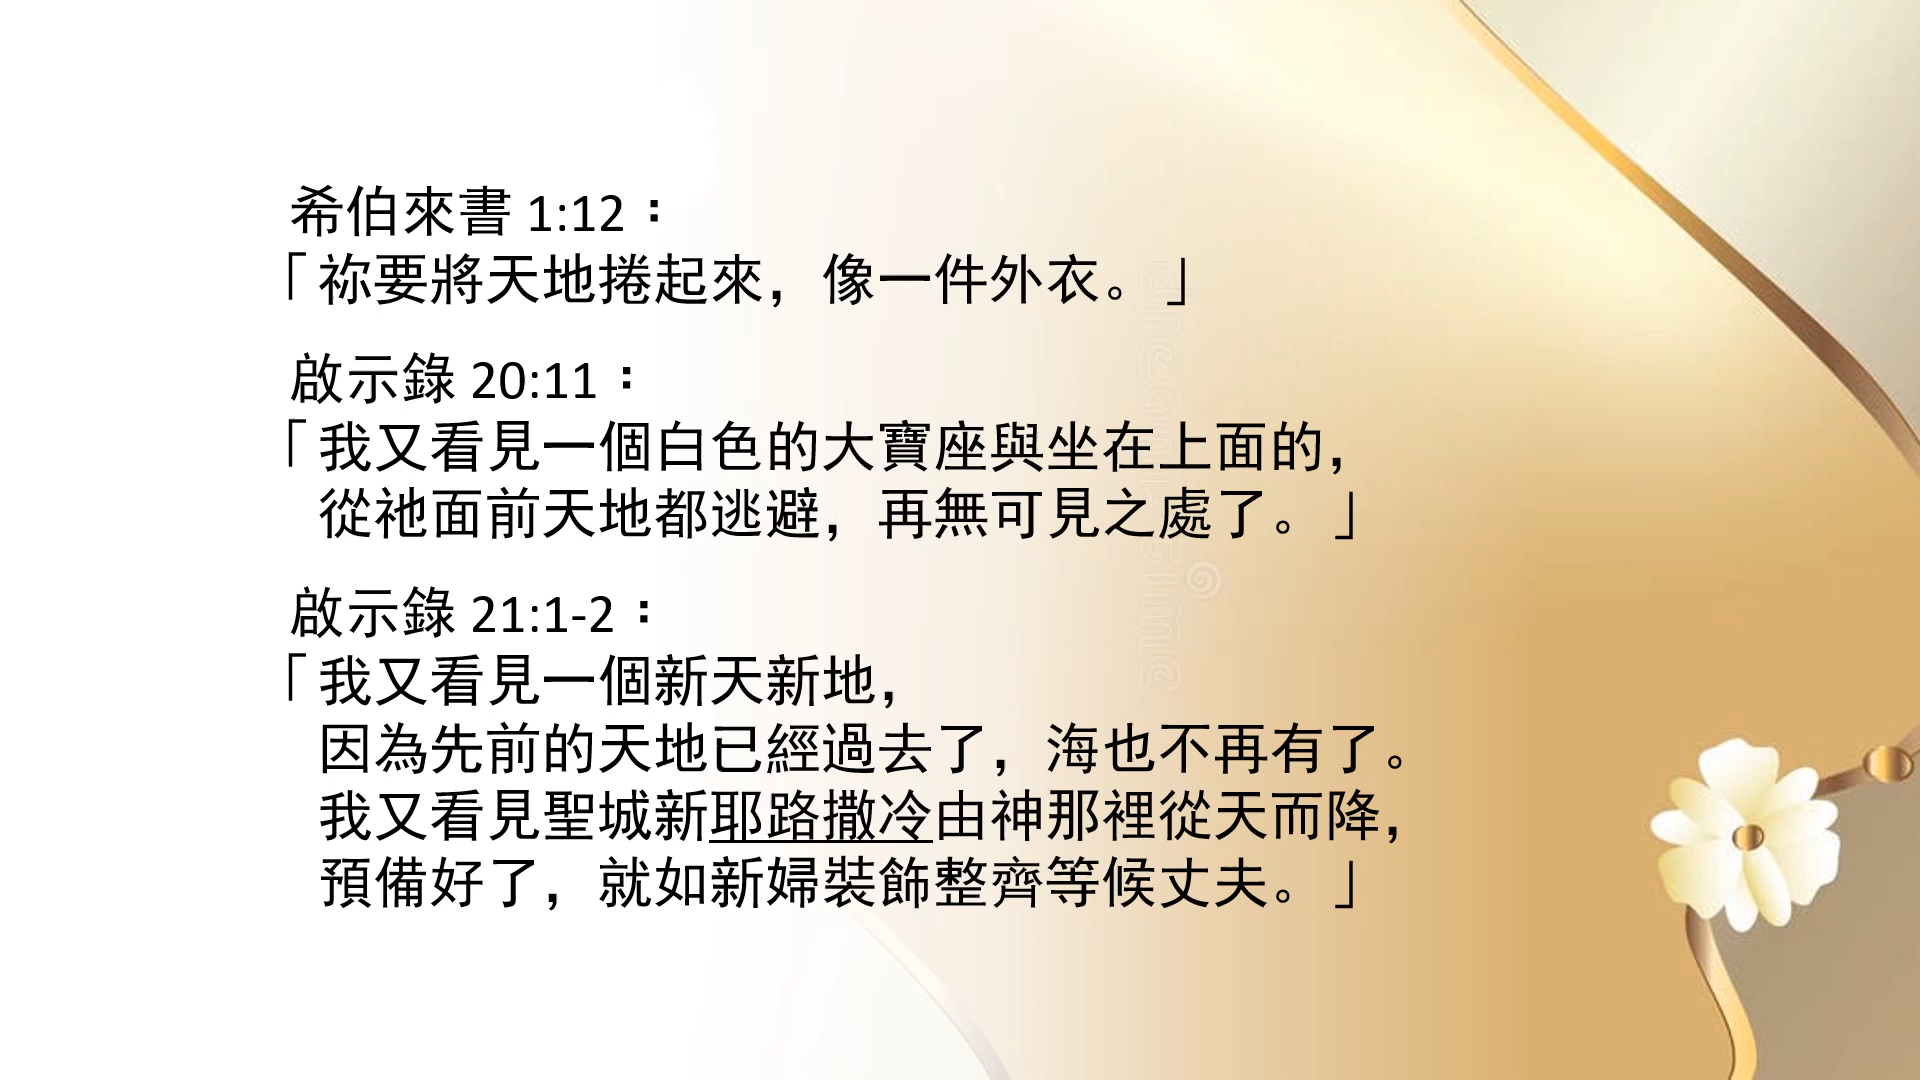 希伯來書 1:12：
「祢要將天地捲起來，像一件外衣。」
啟示錄 20:11：
「我又看見一個白色的大寶座與坐在上面的，
從祂面前天地都逃避，再無可見之處了。」
啟示錄 21:1-2：
「我又看見一個新天新地，
因為先前的天地已經過去了，海也不再有了。
我又看見聖城新耶路撒冷由神那裡從天而降，
預備好了，就如新婦裝飾整齊等候丈夫。」